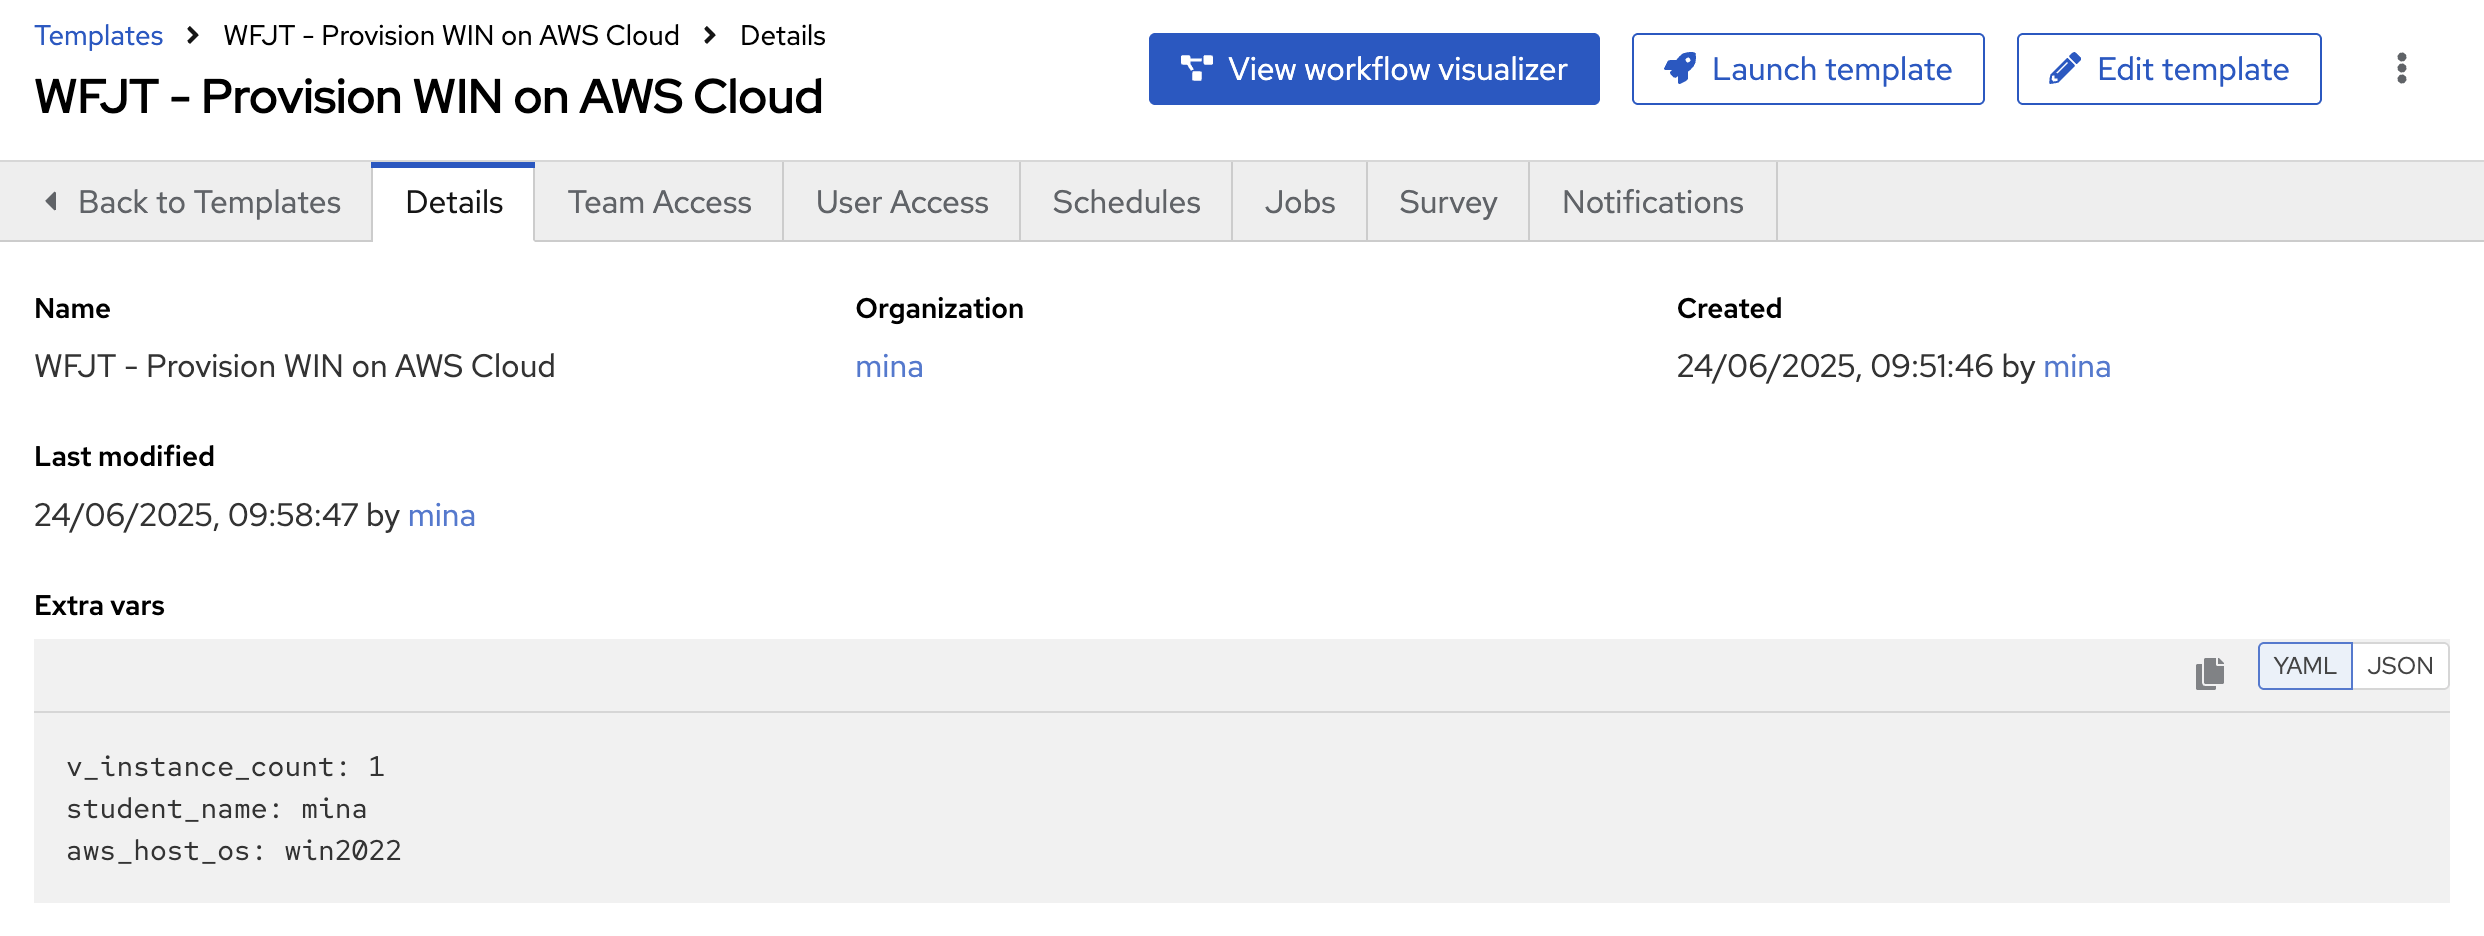 Templates > WFJT - Provision WIN on AWS Cloud > Details
WFJT - Provision WIN on AWS Cloud
View workflow visualizer
Launch template
Edit template
Back to Templates
Details
Team Access
User Access
Schedules
Jobs
Survey
Notifications
Name
WFJT - Provision WIN on AWS Cloud
Organization
mina
Created
24/06/2025, 09:51:46 by mina
Last modified
24/06/2025, 09:58:47 by mina
Extra vars
YAML
JSON
v_instance_count: 1
student_name: mina
aws_host_os: win2022